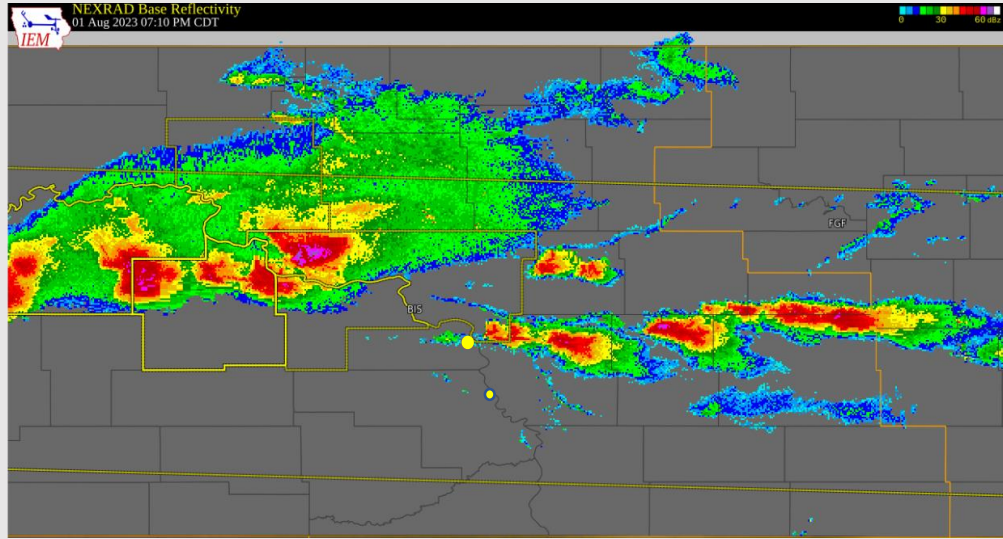 NEXRAD Base Reflectivity
01 Aug 2023 07:10 PM CDT
IEM
0 30 60 dBz
FGF
BIS